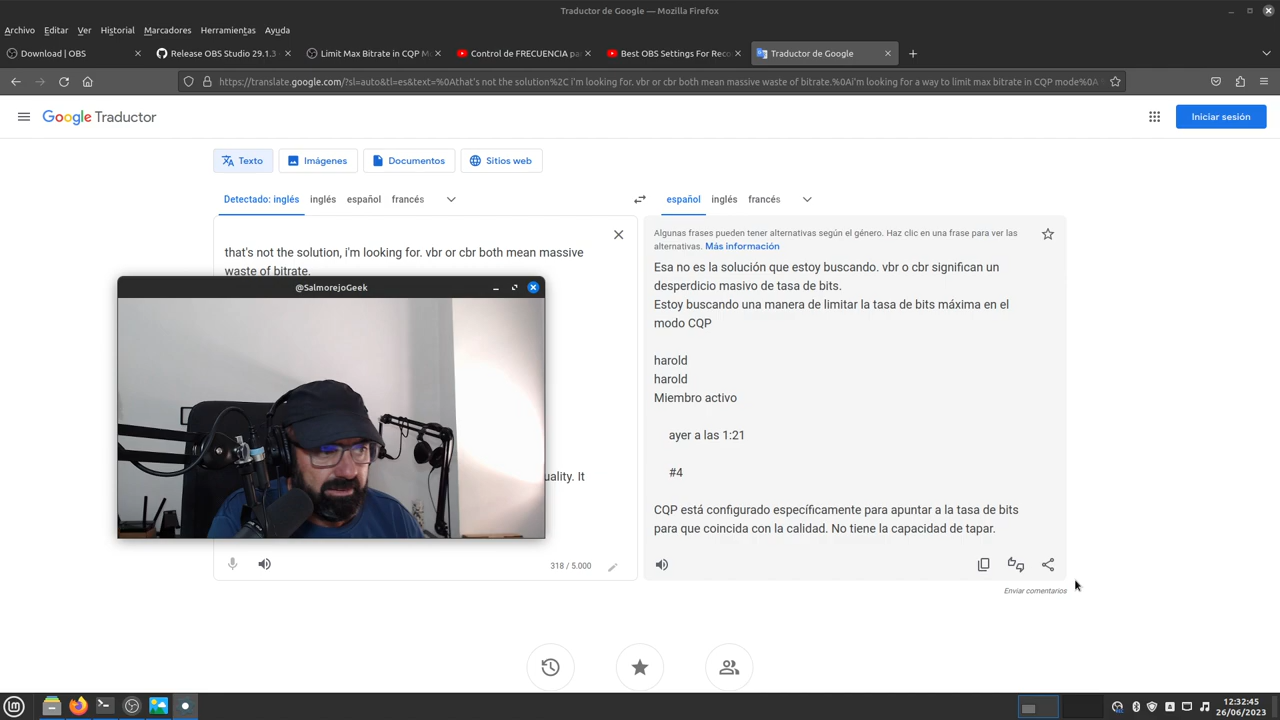 Traductor de Google — Mozilla Firefox
Archivo Editar Ver Historial Marcadores Herramientas Ayuda
Download | OBS
Release OBS Studio 29.1.3
Limit Max Bitrate in CQP Mo
Control de FRECUENCIA pa
Best OBS Settings For Reco
Traductor de Google
https://translate.google.com/?sl=auto&tl=es&text=%0Athat's not the solution%2C i'm looking for. vbr or cbr both mean massive waste of bitrate.%0Ai'm looking for a way to limit max bitrate in CQP mode%0A
Google Traductor
Iniciar sesión
Texto Imágenes Documentos Sitios web
Detectado: inglés inglés español francés
español inglés francés
that's not the solution, i'm looking for. vbr or cbr both mean massive
waste of bitrate.
uality. It
318 / 5.000
Algunas frases pueden tener alternativas según el género. Haz clic en una frase para ver las
alternativas. Más información
Esa no es la solución que estoy buscando. vbr o cbr significan un
desperdicio masivo de tasa de bits.
Estoy buscando una manera de limitar la tasa de bits máxima en el
modo CQP
harold
harold
Miembro activo
ayer a las 1:21
#4
CQP está configurado específicamente para apuntar a la tasa de bits
para que coincida con la calidad. No tiene la capacidad de tapar.
Enviar comentarios
@SalmorejoGeek
12:32:45
26/06/2023